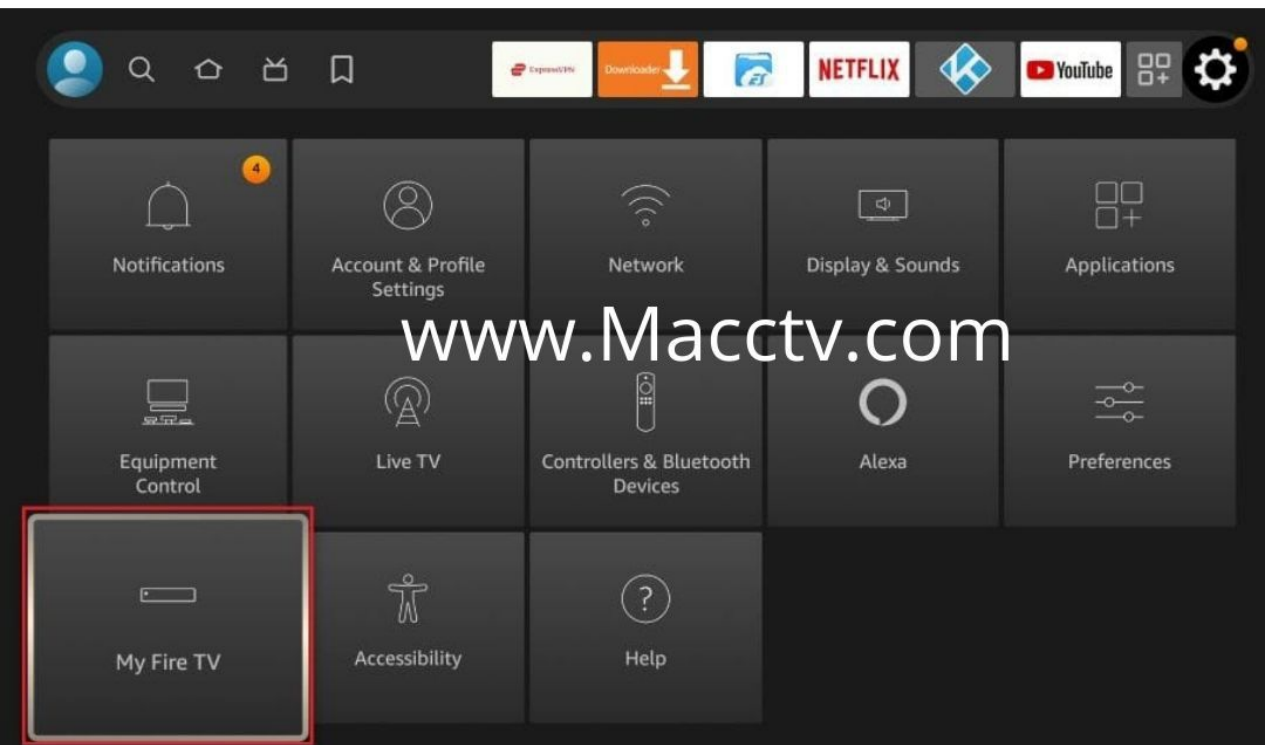 ExpressVPN
Downloader
ES
NETFLIX
YouTube
4
Notifications
Account & Profile
Settings
Network
Display & Sounds
Applications
www.Macctv.com
Equipment
Control
Live TV
Controllers & Bluetooth
Devices
Alexa
Preferences
My Fire TV
Accessibility
?
Help